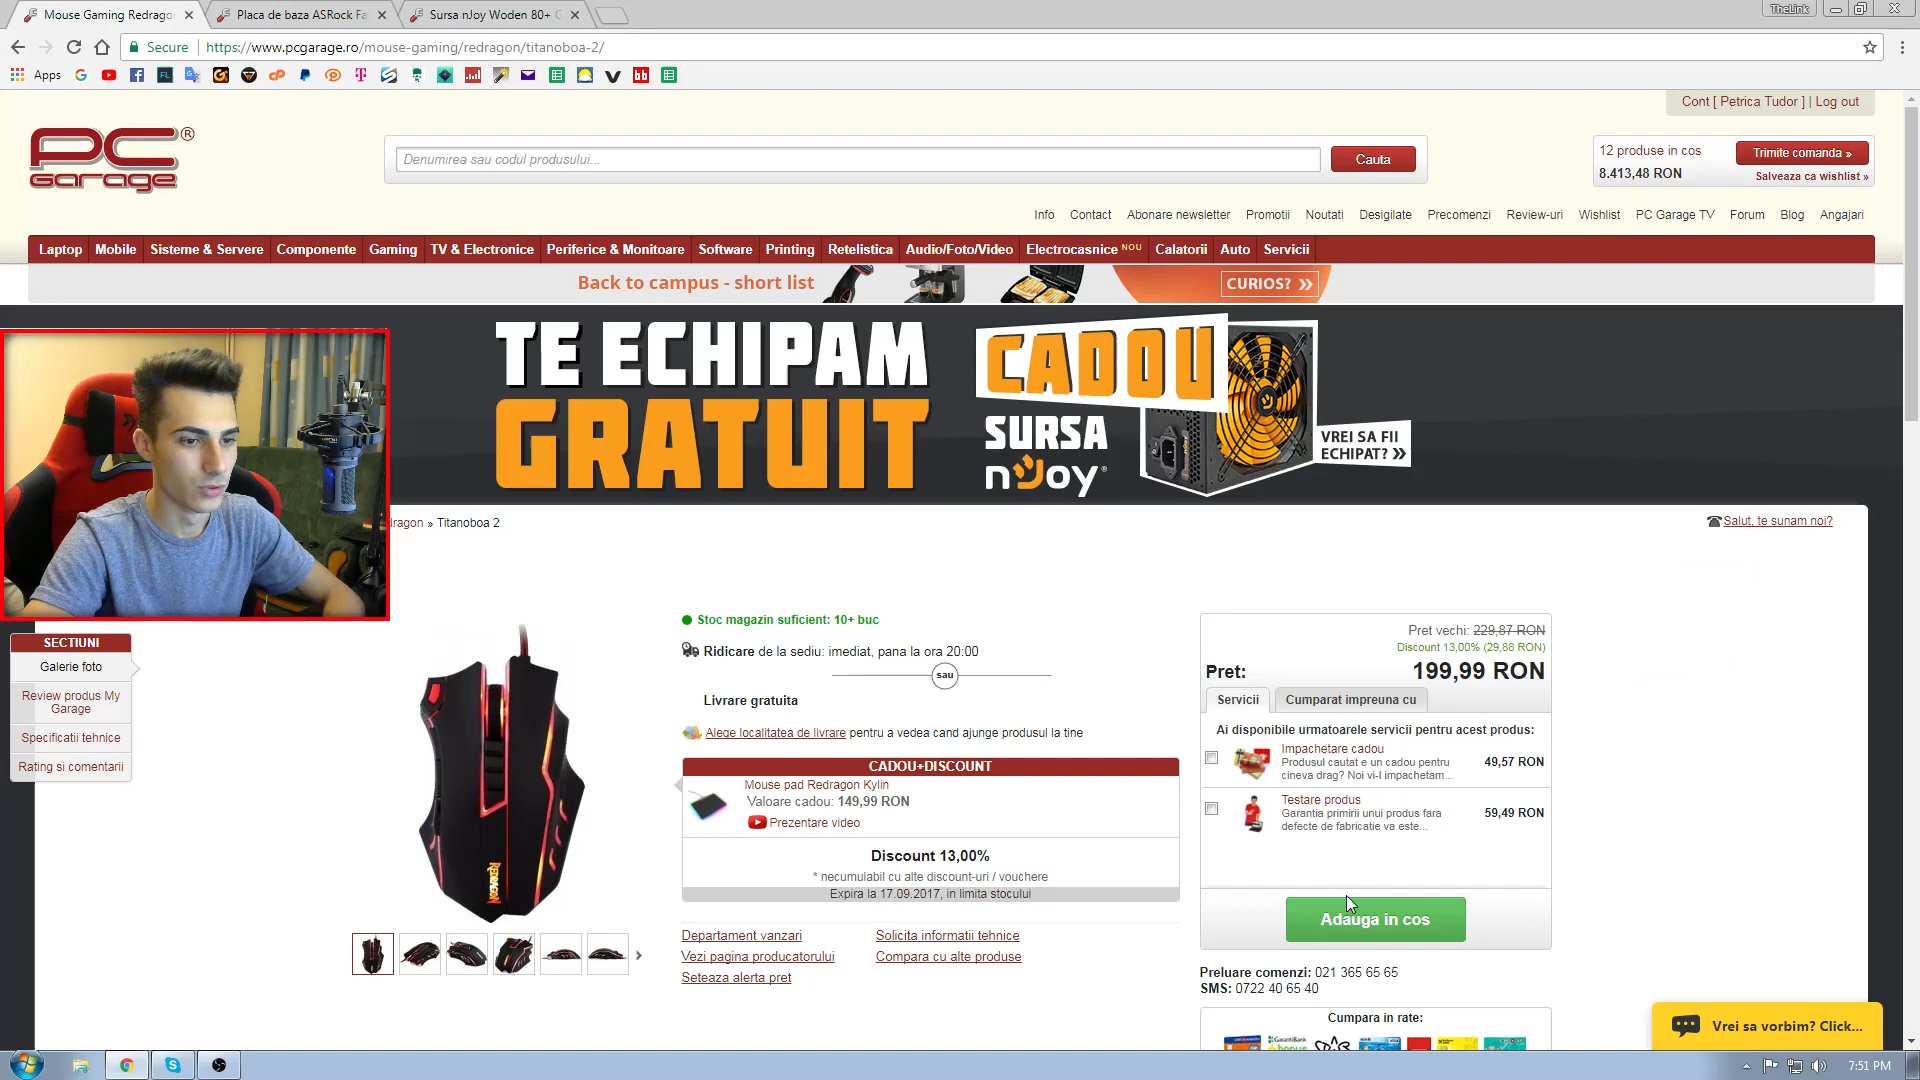 Mouse Gaming Redragon
Placa de baza ASRock Fa
Sursa nJoy Woden 80+ G
TheLink
Secure
https://www.pcgarage.ro/mouse-gaming/redragon/titanoboa-2/
Apps
Cont [ Petrica Tudor ] | Log out
PC Garage ®
Denumirea sau codul produsului...
Cauta
12 produse in cos
8.413,48 RON
Trimite comanda »
Salveaza ca wishlist »
Info Contact Abonare newsletter Promotii Noutati Desigilate Precomenzi Review-uri Wishlist PC Garage TV Forum Blog Angajari
Laptop Mobile Sisteme & Servere Componente Gaming TV & Electronice Periferice & Monitoare Software Printing Retelistica Audio/Foto/Video Electrocasnice NOU Calatorii Auto Servicii
Back to campus - short list
CURIOS? »
TE ECHIPAM
GRATUIT
CADOU
SURSA
nJoy®
VREI SA FII
ECHIPAT? »
dragon » Titanoboa 2
Salut, te sunam noi?
SECTIUNI
Galerie foto
Review produs My
Garage
Specificatii tehnice
Rating si comentarii
REDRAGON
Stoc magazin suficient: 10+ buc
Ridicare de la sediu: imediat, pana la ora 20:00
sau
Livrare gratuita
Alege localitatea de livrare pentru a vedea cand ajunge produsul la tine
CADOU+DISCOUNT
Mouse pad Redragon Kylin
Valoare cadou: 149,99 RON
Prezentare video
Discount 13,00%
* necumulabil cu alte discount-uri / vouchere
Expira la 17.09.2017, in limita stocului
Departament vanzari
Solicita informatii tehnice
Vezi pagina producatorului
Compara cu alte produse
Seteaza alerta pret
Pret vechi: 229,87 RON
Discount 13,00% (29,88 RON)
Pret: 199,99 RON
Servicii
Cumparat impreuna cu
Ai disponibile urmatoarele servicii pentru acest produs:
Impachetare cadou
Produsul cautat e un cadou pentru
cineva drag? Noi vi-l impachetam...
49,57 RON
Testare produs
Garantia primirii unui produs fara
defecte de fabricatie va este...
59,49 RON
Adauga in cos
Preluare comenzi: 021 365 65 65
SMS: 0722 40 65 40
Cumpara in rate:
Vrei sa vorbim? Click...
7:51 PM